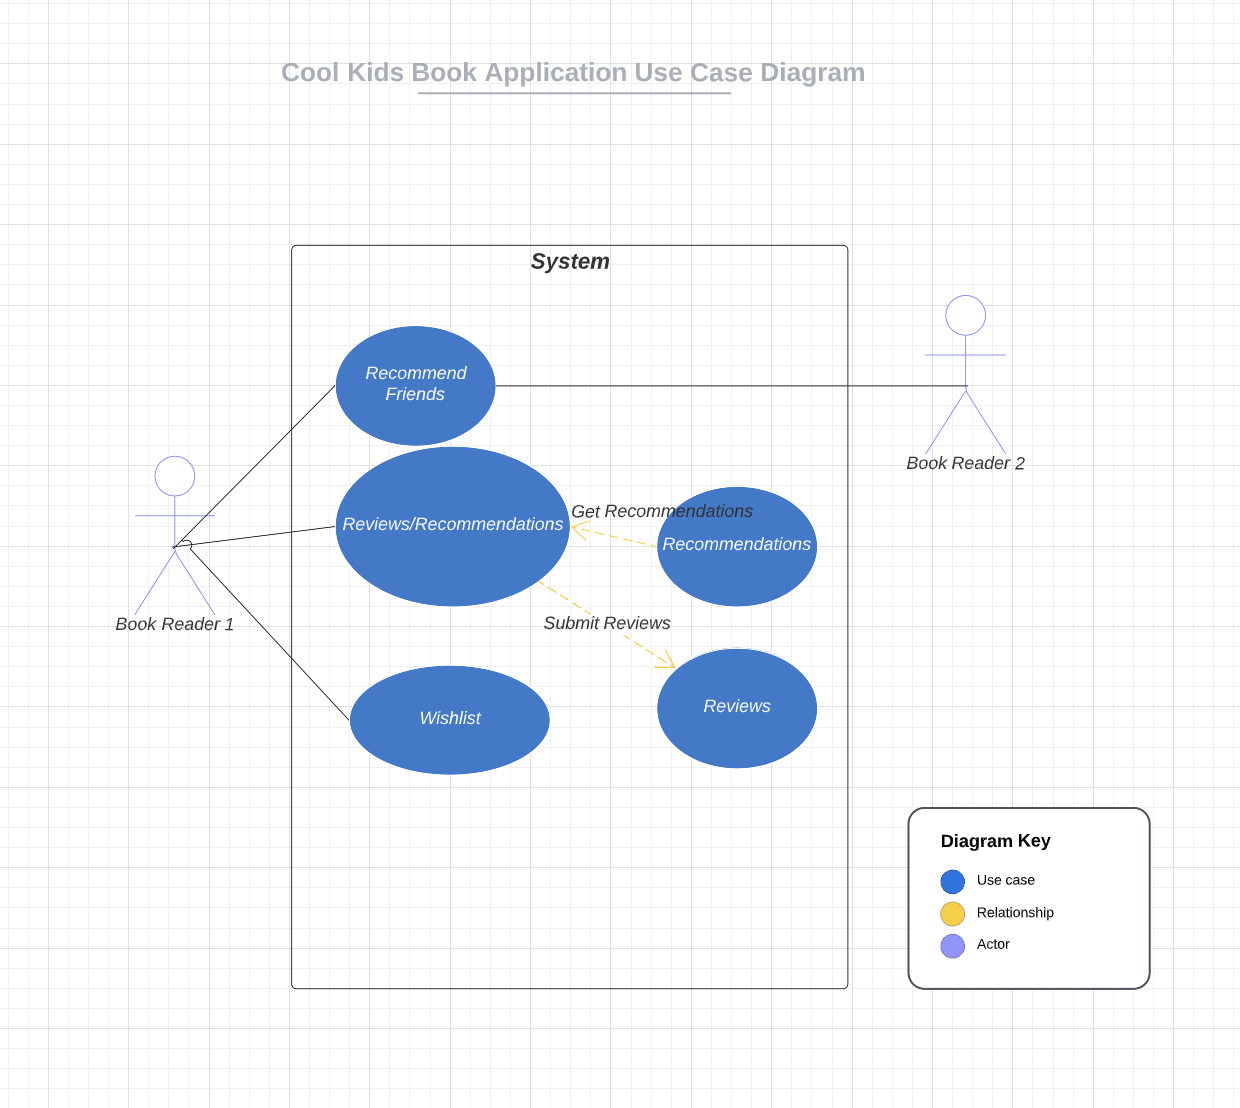 Cool Kids Book Application Use Case Diagram
System
Recommend
Friends
Book Reader 2
Reviews/Recommendations
Get Recommendations
Recommendations
Book Reader 1
Submit Reviews
Reviews
Wishlist
Diagram Key
Use case
Relationship
Actor